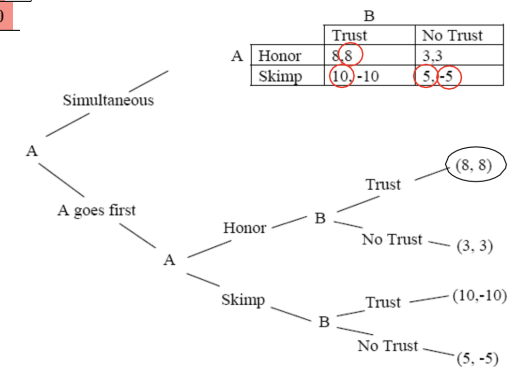 B
Trust No Trust
A Honor 8,8 3,3
Skimp 10, -10 5, -5
Simultaneous
A
A goes first
A
Honor
B
Trust
(8, 8)
No Trust
(3, 3)
Skimp
B
Trust
(10,-10)
No Trust
(5, -5)